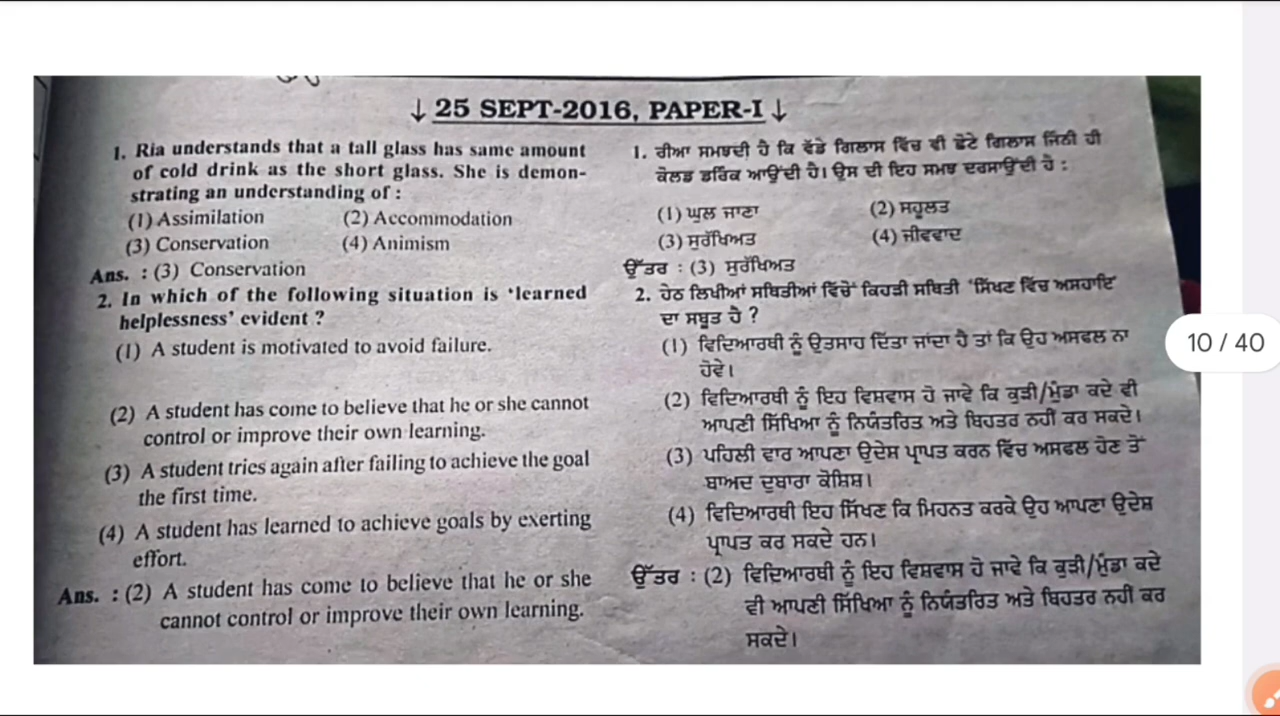 ↓ 25 SEPT-2016, PAPER-I ↓
1. Ria understands that a tall glass has same amount
of cold drink as the short glass. She is demon-
strating an understanding of :
(1) Assimilation (2) Accommodation
(3) Conservation (4) Animism
Ans. : (3) Conservation
2. In which of the following situation is ‘learned
helplessness’ evident ?
(1) A student is motivated to avoid failure.
(2) A student has come to believe that he or she cannot
control or improve their own learning.
(3) A student tries again after failing to achieve the goal
the first time.
(4) A student has learned to achieve goals by exerting
effort.
Ans. : (2) A student has come to believe that he or she
cannot control or improve their own learning.
1. ਰੀਆ ਸਮਝਦੀ ਹੈ ਕਿ ਵੱਡੇ ਗਿਲਾਸ ਵਿੱਚ ਵੀ ਛੋਟੇ ਗਿਲਾਸ ਜਿੰਨੀ ਹੀ
ਕੋਲਡ ਡਰਿੰਕ ਆਉਂਦੀ ਹੈ। ਉਸ ਦੀ ਇਹ ਸਮਝ ਦਰਸਾਉਂਦੀ ਹੈ :
(1) ਘੁਲ ਜਾਣਾ (2) ਸਹੂਲਤ
(3) ਸੁਰੱਖਿਅਤ (4) ਜੀਵਵਾਦ
ਉੱਤਰ : (3) ਸੁਰੱਖਿਅਤ
2. ਹੇਠ ਲਿਖੀਆਂ ਸਥਿਤੀਆਂ ਵਿੱਚੋਂ ਕਿਹੜੀ ਸਥਿਤੀ ‘ਸਿੱਖਣ ਵਿੱਚ ਅਸਹਾਇ’
ਦਾ ਸਬੂਤ ਹੈ ?
(1) ਵਿਦਿਆਰਥੀ ਨੂੰ ਉਤਸਾਹ ਦਿੱਤਾ ਜਾਂਦਾ ਹੈ ਤਾਂ ਕਿ ਉਹ ਅਸਫਲ ਨਾ
ਹੋਵੇ।
(2) ਵਿਦਿਆਰਥੀ ਨੂੰ ਇਹ ਵਿਸ਼ਵਾਸ ਹੋ ਜਾਵੇ ਕਿ ਕੁੜੀ/ਮੁੰਡਾ ਕਦੇ ਵੀ
ਆਪਣੀ ਸਿੱਖਿਆ ਨੂੰ ਨਿਯੰਤਰਿਤ ਅਤੇ ਬਿਹਤਰ ਨਹੀਂ ਕਰ ਸਕਦੇ।
(3) ਪਹਿਲੀ ਵਾਰ ਆਪਣਾ ਉਦੇਸ਼ ਪ੍ਰਾਪਤ ਕਰਨ ਵਿੱਚ ਅਸਫਲ ਹੋਣ ਤੋਂ
ਬਾਅਦ ਦੁਬਾਰਾ ਕੋਸ਼ਿਸ਼।
(4) ਵਿਦਿਆਰਥੀ ਇਹ ਸਿੱਖਣ ਕਿ ਮਿਹਨਤ ਕਰਕੇ ਉਹ ਆਪਣਾ ਉਦੇਸ਼
ਪ੍ਰਾਪਤ ਕਰ ਸਕਦੇ ਹਨ।
ਉੱਤਰ : (2) ਵਿਦਿਆਰਥੀ ਨੂੰ ਇਹ ਵਿਸ਼ਵਾਸ ਹੋ ਜਾਵੇ ਕਿ ਕੁੜੀ/ਮੁੰਡਾ ਕਦੇ
ਵੀ ਆਪਣੀ ਸਿੱਖਿਆ ਨੂੰ ਨਿਯੰਤਰਿਤ ਅਤੇ ਬਿਹਤਰ ਨਹੀਂ ਕਰ
ਸਕਦੇ।
10 / 40